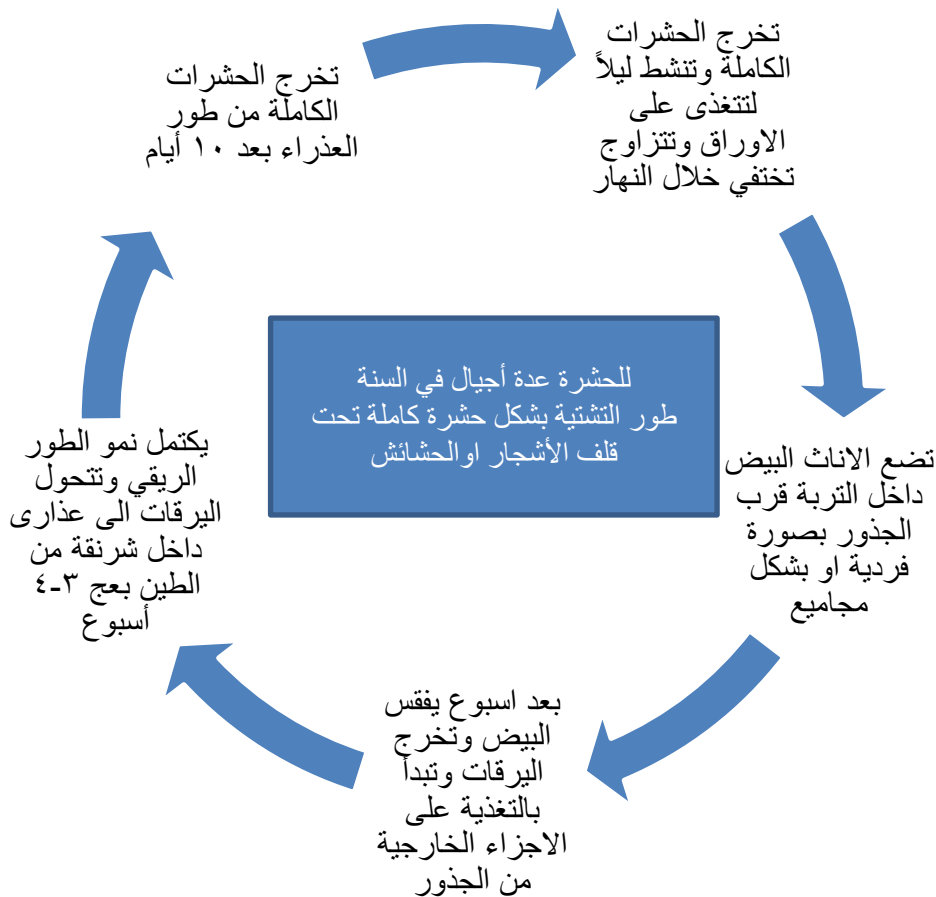 تخرج الحشرات
الكاملة وتنشط ليلاً
لتتغذى على
الاوراق وتتزاوج
تختفي خلال النهار
تضع الاناث البيض
داخل التربة قرب
الجذور بصورة
فردية او بشكل
مجاميع
بعد اسبوع يفقس
البيض وتخرج
اليرقات وتبدأ
بالتغذية على
الاجزاء الخارجية
من الجذور
يكتمل نمو الطور
الريقي وتتحول
اليرقات الى عذارى
داخل شرنقة من
الطين بعج ٣-٤
أسبوع
تخرج الحشرات
الكاملة من طور
العذراء بعد ١٠ أيام
للحشرة عدة أجيال في السنة
طور التشتية بشكل حشرة كاملة تحت
قلف الأشجار اوالحشائش